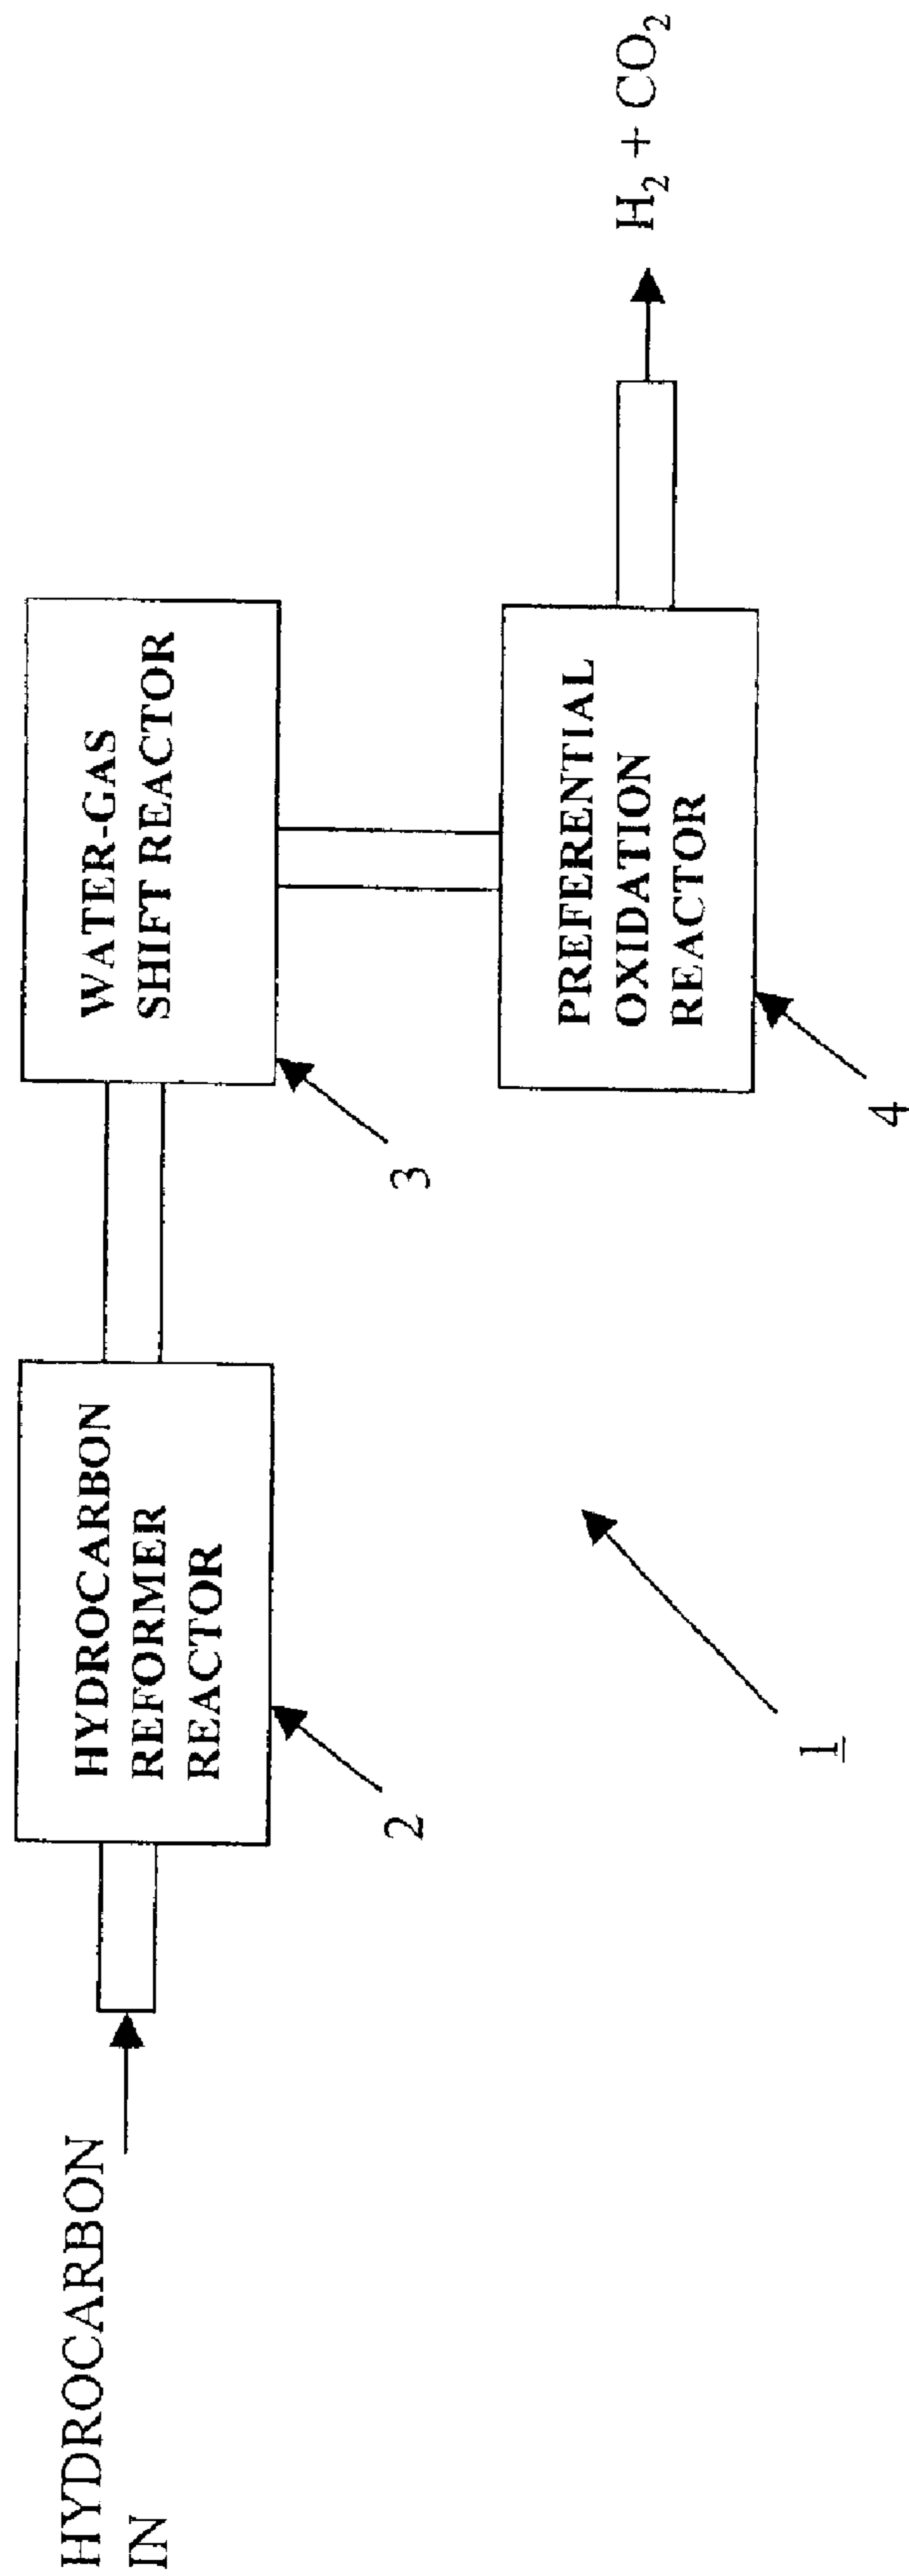 HYDROCARBON
IN
HYDROCARBON
REFORMER
REACTOR
2
WATER-GAS
SHIFT REACTOR
3
PREFERENTIAL
OXIDATION
REACTOR
4
H₂ + CO₂
1